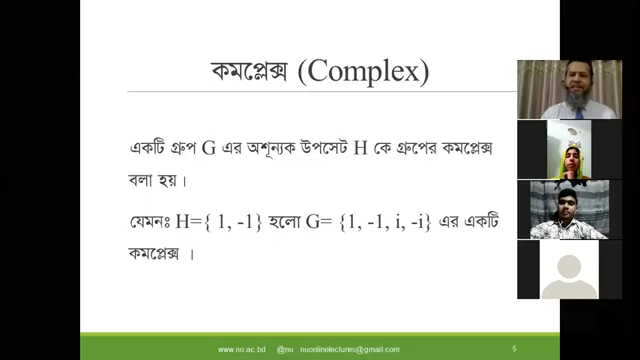 কমপ্লেক্স (Complex)
একটি গ্রুপ G এর অশূন্যক উপসেট H কে গ্রুপের কমপ্লেক্স
বলা হয়।
যেমনঃ H={ 1, -1} হলো G= {1, -1, i, -i} এর একটি
কমপ্লেক্স ।
www.nu.ac.bd @nu nuonlinelectures@gmail.com 5